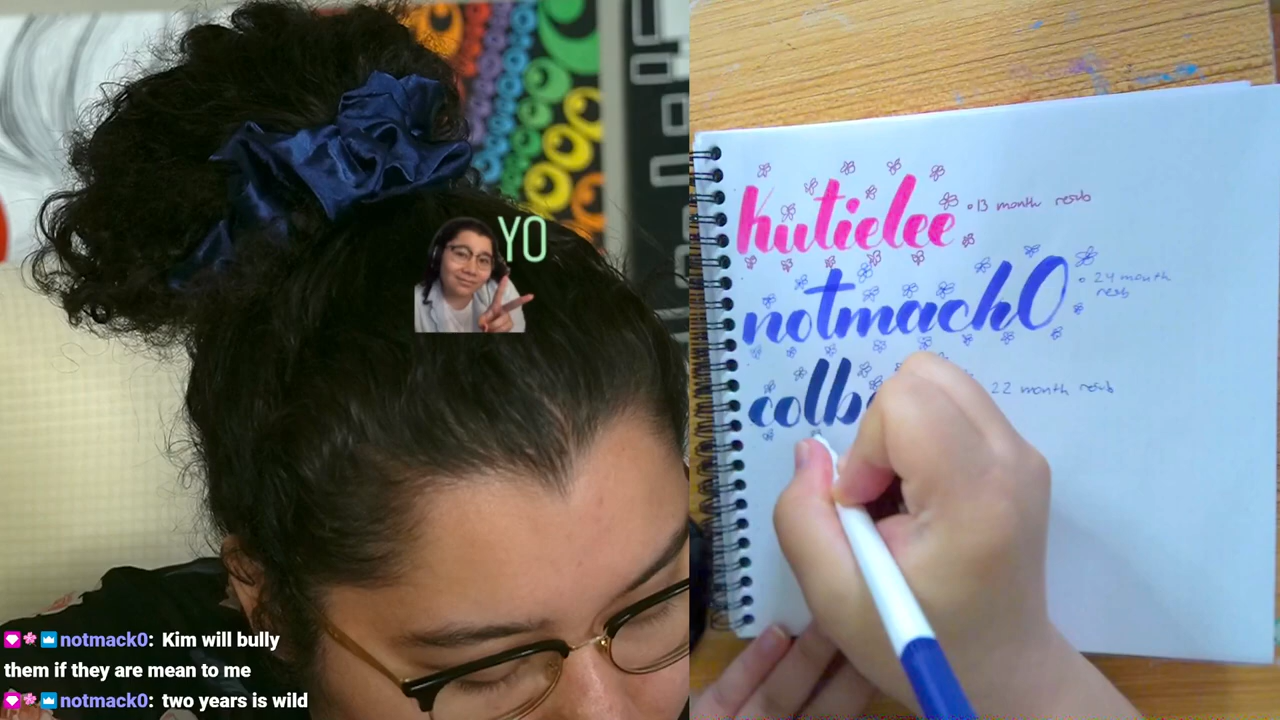 YO
hutielee
• 13 month resub
notmack0
• 24 month
resub
colb
22 month resub
notmack0: Kim will bully
them if they are mean to me
notmack0: two years is wild